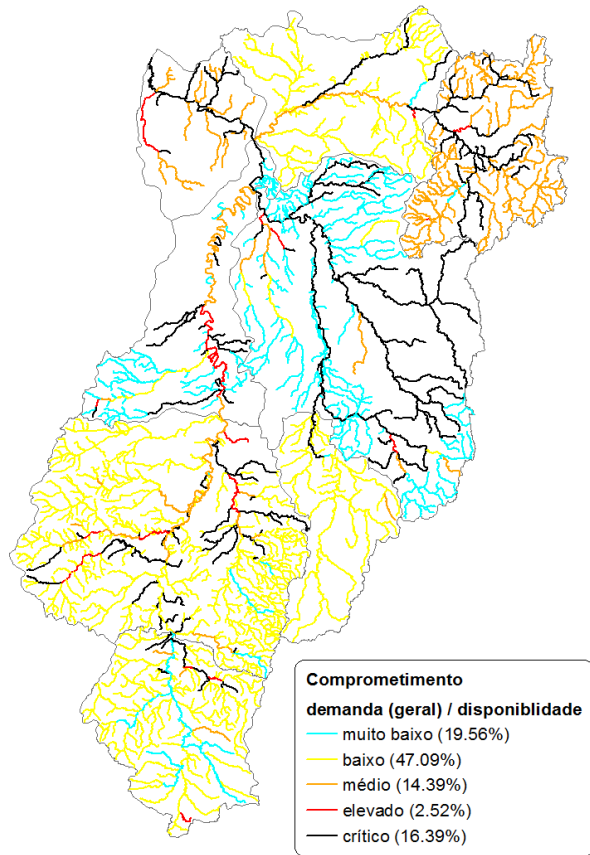 Comprometimento
demanda (geral) / disponiblidade
muito baixo (19.56%)
baixo (47.09%)
médio (14.39%)
elevado (2.52%)
crítico (16.39%)